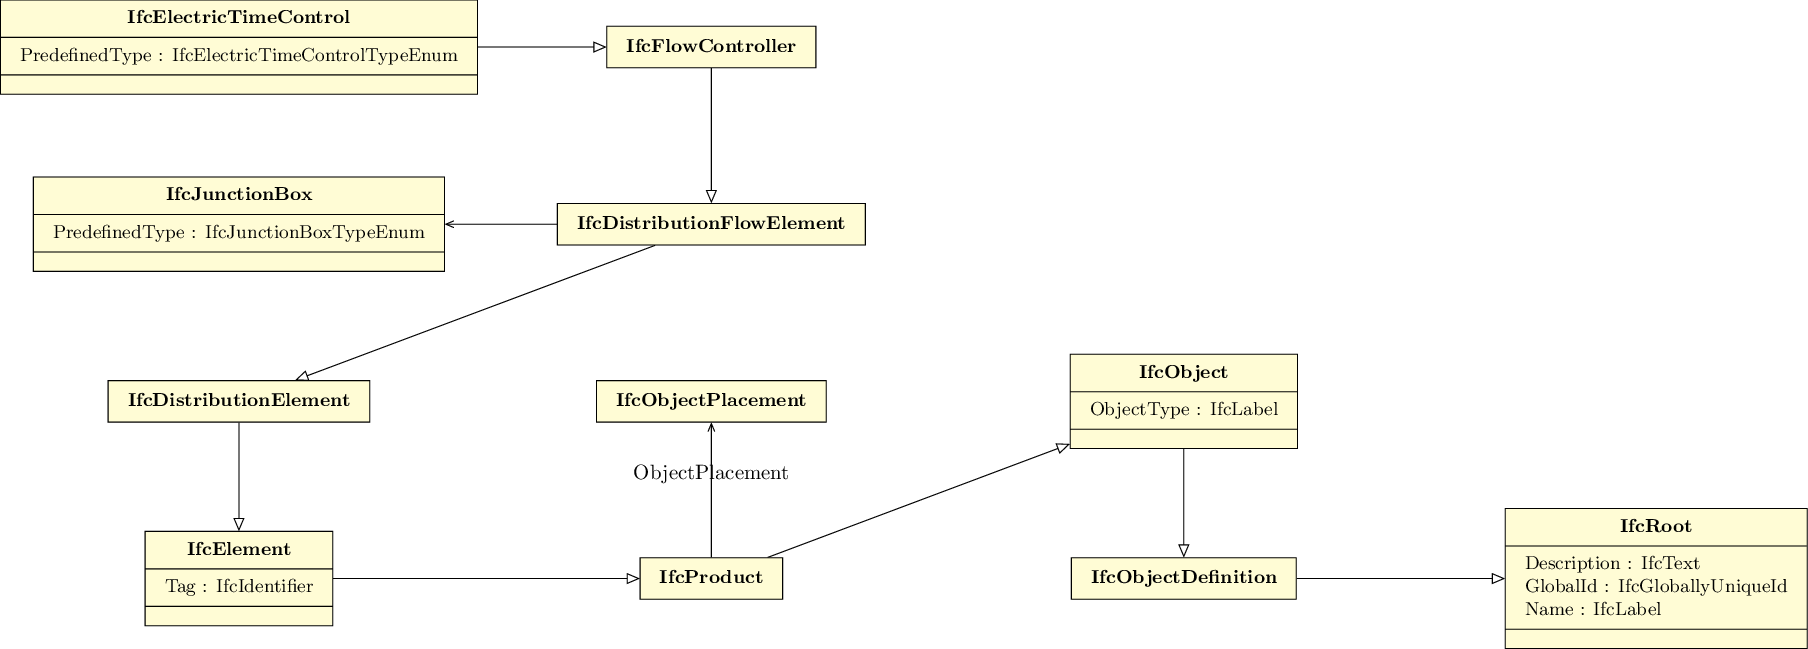 IfcElectricTimeControl
PredefinedType : IfcElectricTimeControlTypeEnum
IfcFlowController
IfcJunctionBox
PredefinedType : IfcJunctionBoxTypeEnum
IfcDistributionFlowElement
IfcDistributionElement
IfcObjectPlacement
IfcObject
ObjectType : IfcLabel
ObjectPlacement
IfcElement
Tag : IfcIdentifier
IfcProduct
IfcObjectDefinition
IfcRoot
Description : IfcText
GlobalId : IfcGloballyUniqueId
Name : IfcLabel